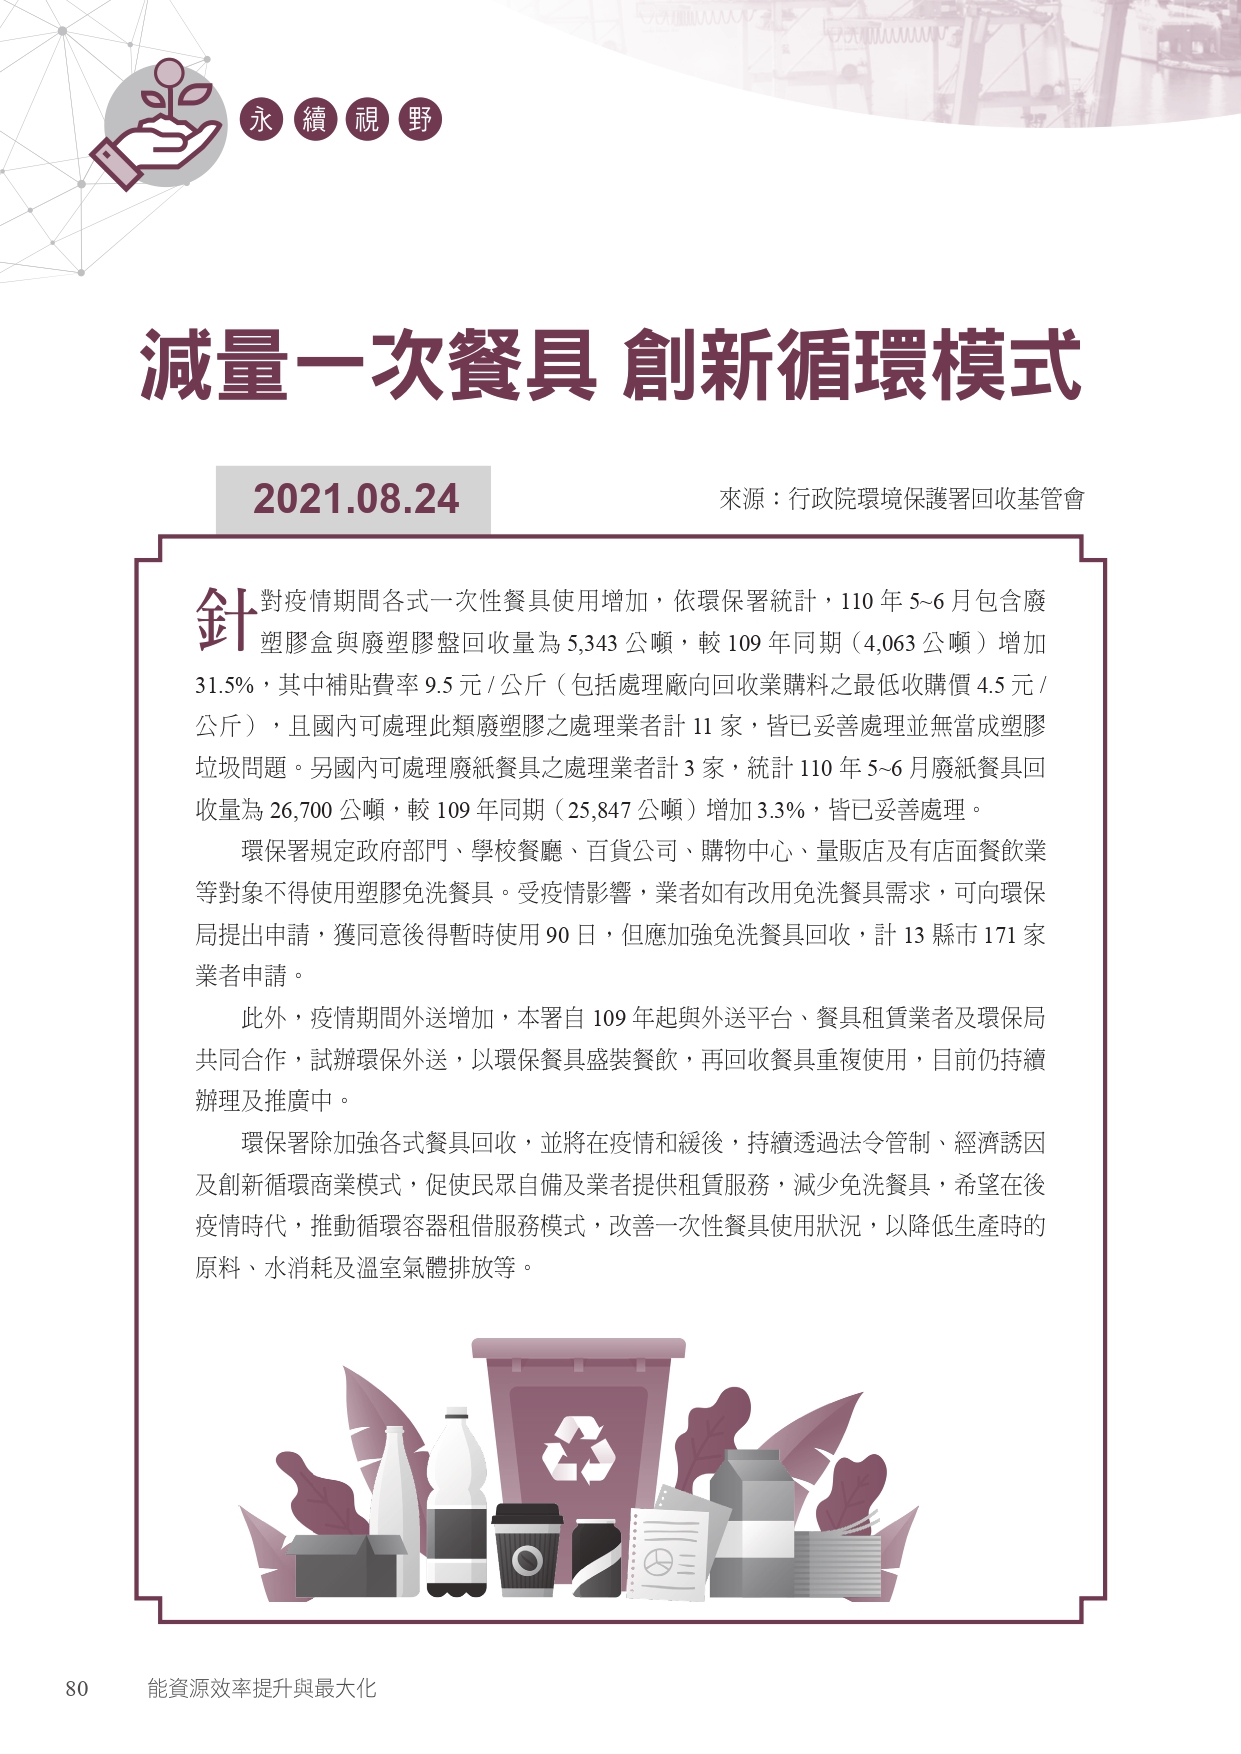 永續視野
減量一次餐具 創新循環模式
2021.08.24
來源：行政院環境保護署回收基管會
針對疫情期間各式一次性餐具使用增加，依環保署統計，110 年 5~6 月包含廢
塑膠盒與廢塑膠盤回收量為 5,343 公噸，較 109 年同期（4,063 公噸）增加
31.5%，其中補貼費率 9.5 元 / 公斤（包括處理廠向回收業購料之最低收購價 4.5 元 /
公斤），且國內可處理此類廢塑膠之處理業者計 11 家，皆已妥善處理並無當成塑膠
垃圾問題。另國內可處理廢紙餐具之處理業者計 3 家，統計 110 年 5~6 月廢紙餐具回
收量為 26,700 公噸，較 109 年同期（25,847 公噸）增加 3.3%，皆已妥善處理。
環保署規定政府部門、學校餐廳、百貨公司、購物中心、量販店及有店面餐飲業
等對象不得使用塑膠免洗餐具。受疫情影響，業者如有改用免洗餐具需求，可向環保
局提出申請，獲同意後得暫時使用 90 日，但應加強免洗餐具回收，計 13 縣市 171 家
業者申請。
此外，疫情期間外送增加，本署自 109 年起與外送平台、餐具租賃業者及環保局
共同合作，試辦環保外送，以環保餐具盛裝餐飲，再回收餐具重複使用，目前仍持續
辦理及推廣中。
環保署除加強各式餐具回收，並將在疫情和緩後，持續透過法令管制、經濟誘因
及創新循環商業模式，促使民眾自備及業者提供租賃服務，減少免洗餐具，希望在後
疫情時代，推動循環容器租借服務模式，改善一次性餐具使用狀況，以降低生產時的
原料、水消耗及溫室氣體排放等。
80 能資源效率提升與最大化